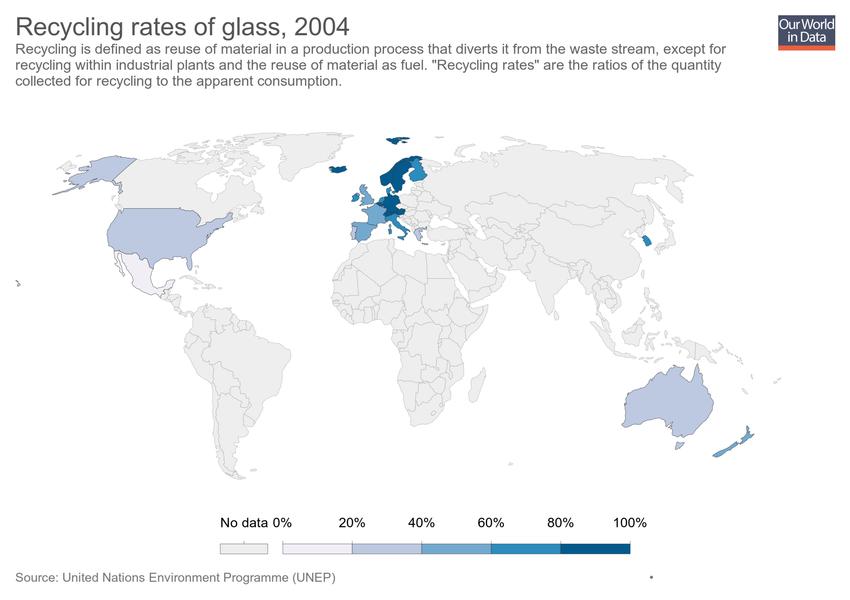 Recycling rates of glass, 2004
Our World
in Data
Recycling is defined as reuse of material in a production process that diverts it from the waste stream, except for
recycling within industrial plants and the reuse of material as fuel. "Recycling rates" are the ratios of the quantity
collected for recycling to the apparent consumption.
No data 0% 20% 40% 60% 80% 100%
Source: United Nations Environment Programme (UNEP)